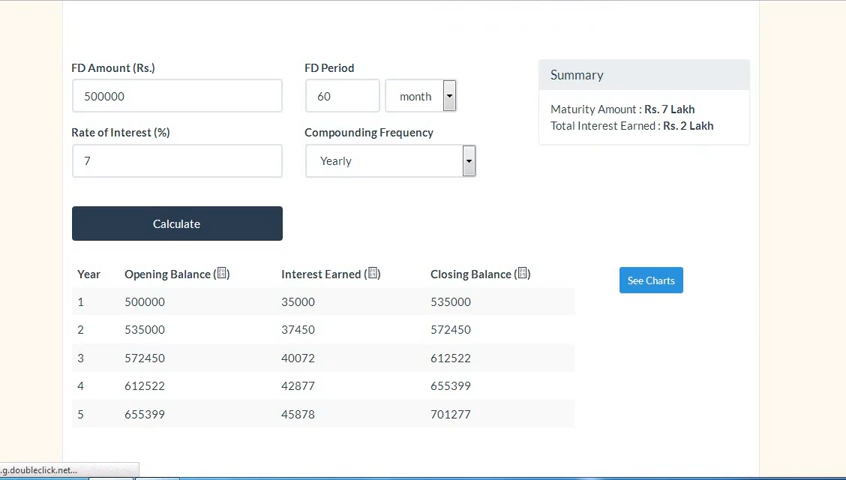 FD Amount (Rs.) FD Period
500000 60 month
Rate of Interest (%) Compounding Frequency
7 Yearly
Summary
Maturity Amount : Rs. 7 Lakh
Total Interest Earned : Rs. 2 Lakh
Calculate
Year Opening Balance () Interest Earned () Closing Balance ()
1 500000 35000 535000
2 535000 37450 572450
3 572450 40072 612522
4 612522 42877 655399
5 655399 45878 701277
See Charts
.g.doubleclick.net...